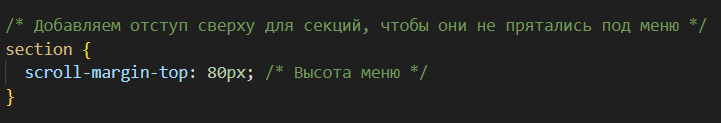 /* Добавляем отступ сверху для секций, чтобы они не прятались под меню */
section {
  scroll-margin-top: 80px; /* Высота меню */
}